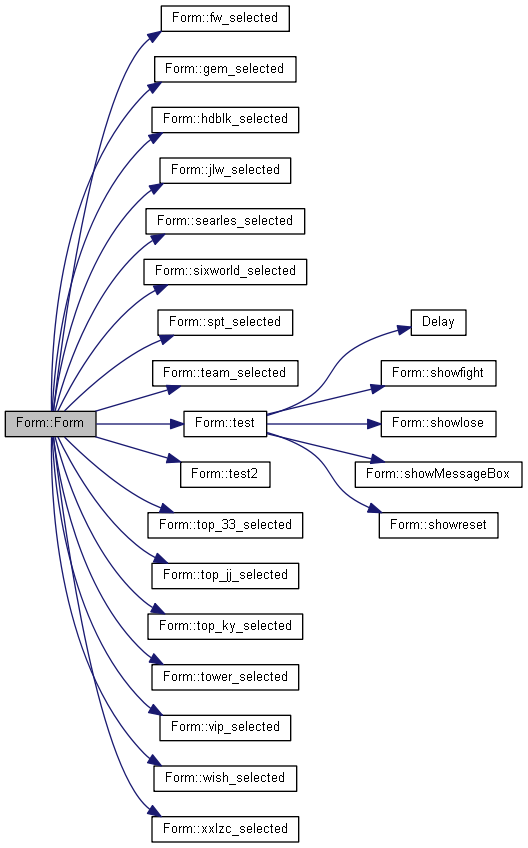 Form::fw_selected
Form::gem_selected
Form::hdblk_selected
Form::jlw_selected
Form::searles_selected
Form::sixworld_selected
Form::spt_selected
Delay
Form::team_selected
Form::showfight
Form::Form
Form::test
Form::showlose
Form::test2
Form::showMessageBox
Form::top_33_selected
Form::showreset
Form::top_jj_selected
Form::top_ky_selected
Form::tower_selected
Form::vip_selected
Form::wish_selected
Form::xxlzc_selected